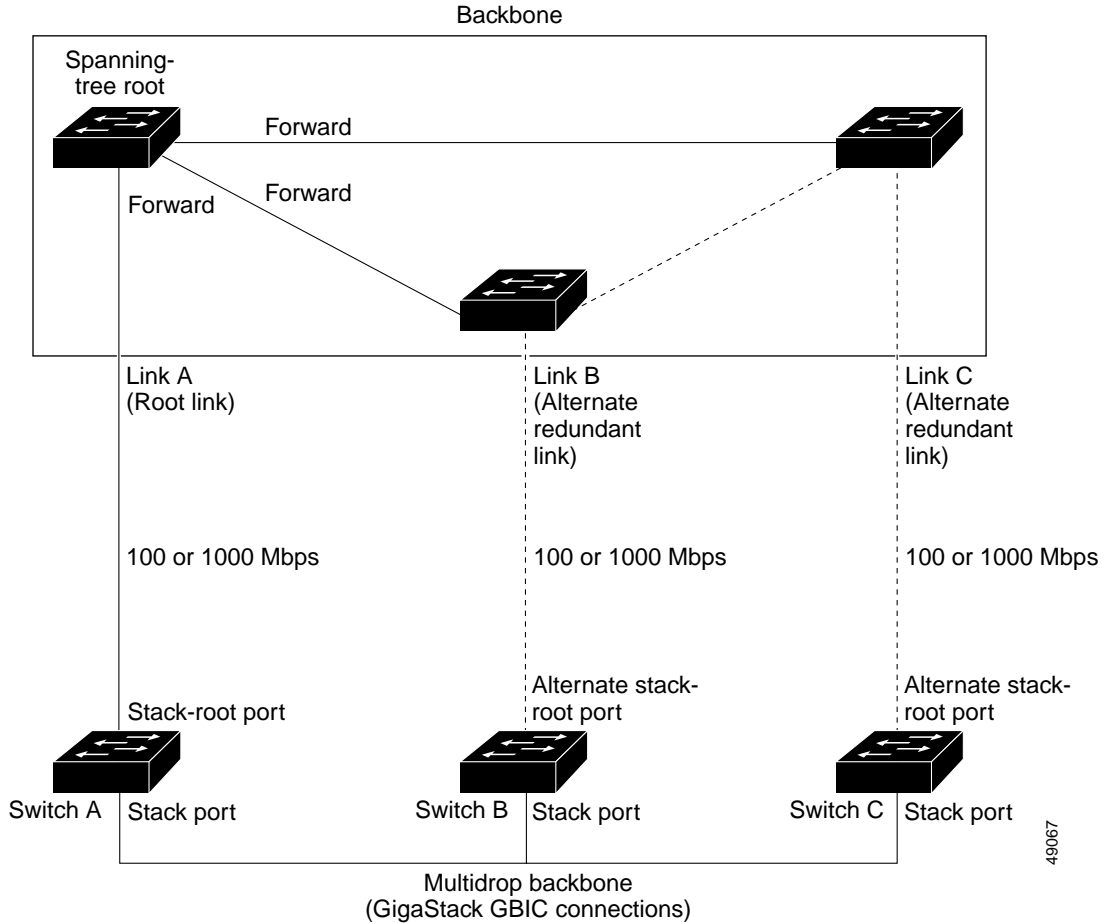 Backbone
Spanning-
tree root
Forward
Forward
Forward
Link A
(Root link)
Link B
(Alternate
redundant
link)
Link C
(Alternate
redundant
link)
100 or 1000 Mbps
100 or 1000 Mbps
100 or 1000 Mbps
Stack-root port
Alternate stack-
root port
Alternate stack-
root port
Switch A
Stack port
Switch B
Stack port
Switch C
Stack port
Multidrop backbone
(GigaStack GBIC connections)
49067